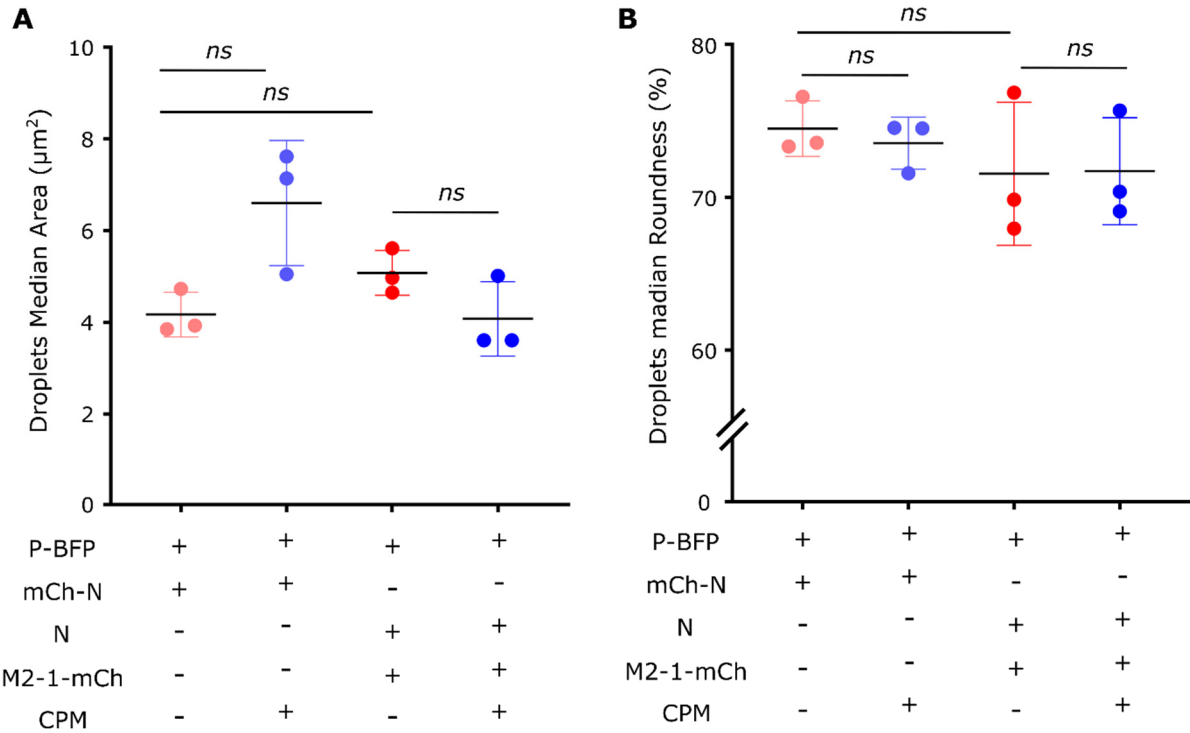 A
Droplets Median Area (µm²)
10
8
6
4
2
0
ns
ns
ns
P-BFP + + + +
mCh-N + + - -
N - - + +
M2-1-mCh - - + +
CPM - + - +
B
Droplets madian Roundness (%)
80
70
60
0
ns
ns
ns
P-BFP + + + +
mCh-N + + - -
N - - + +
M2-1-mCh - - + +
CPM - + - +